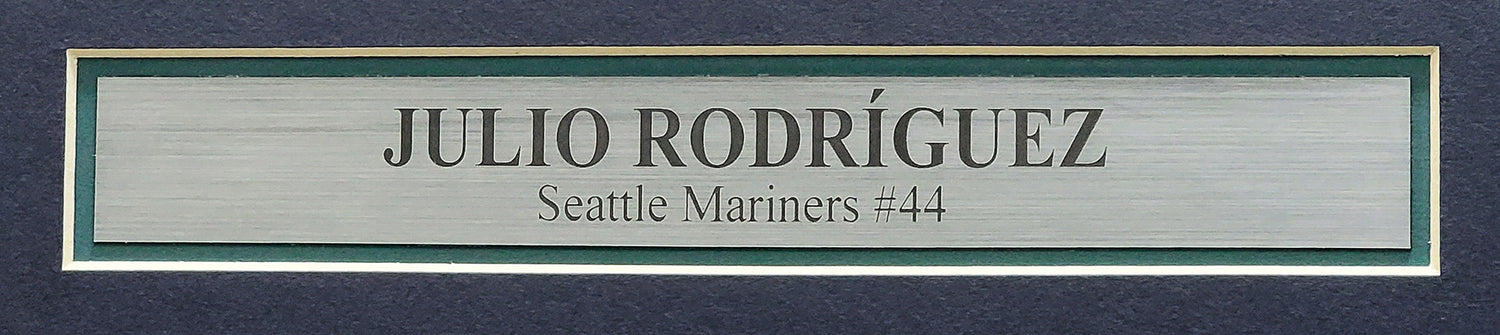 JULIO RODRÍGUEZ
Seattle Mariners #44